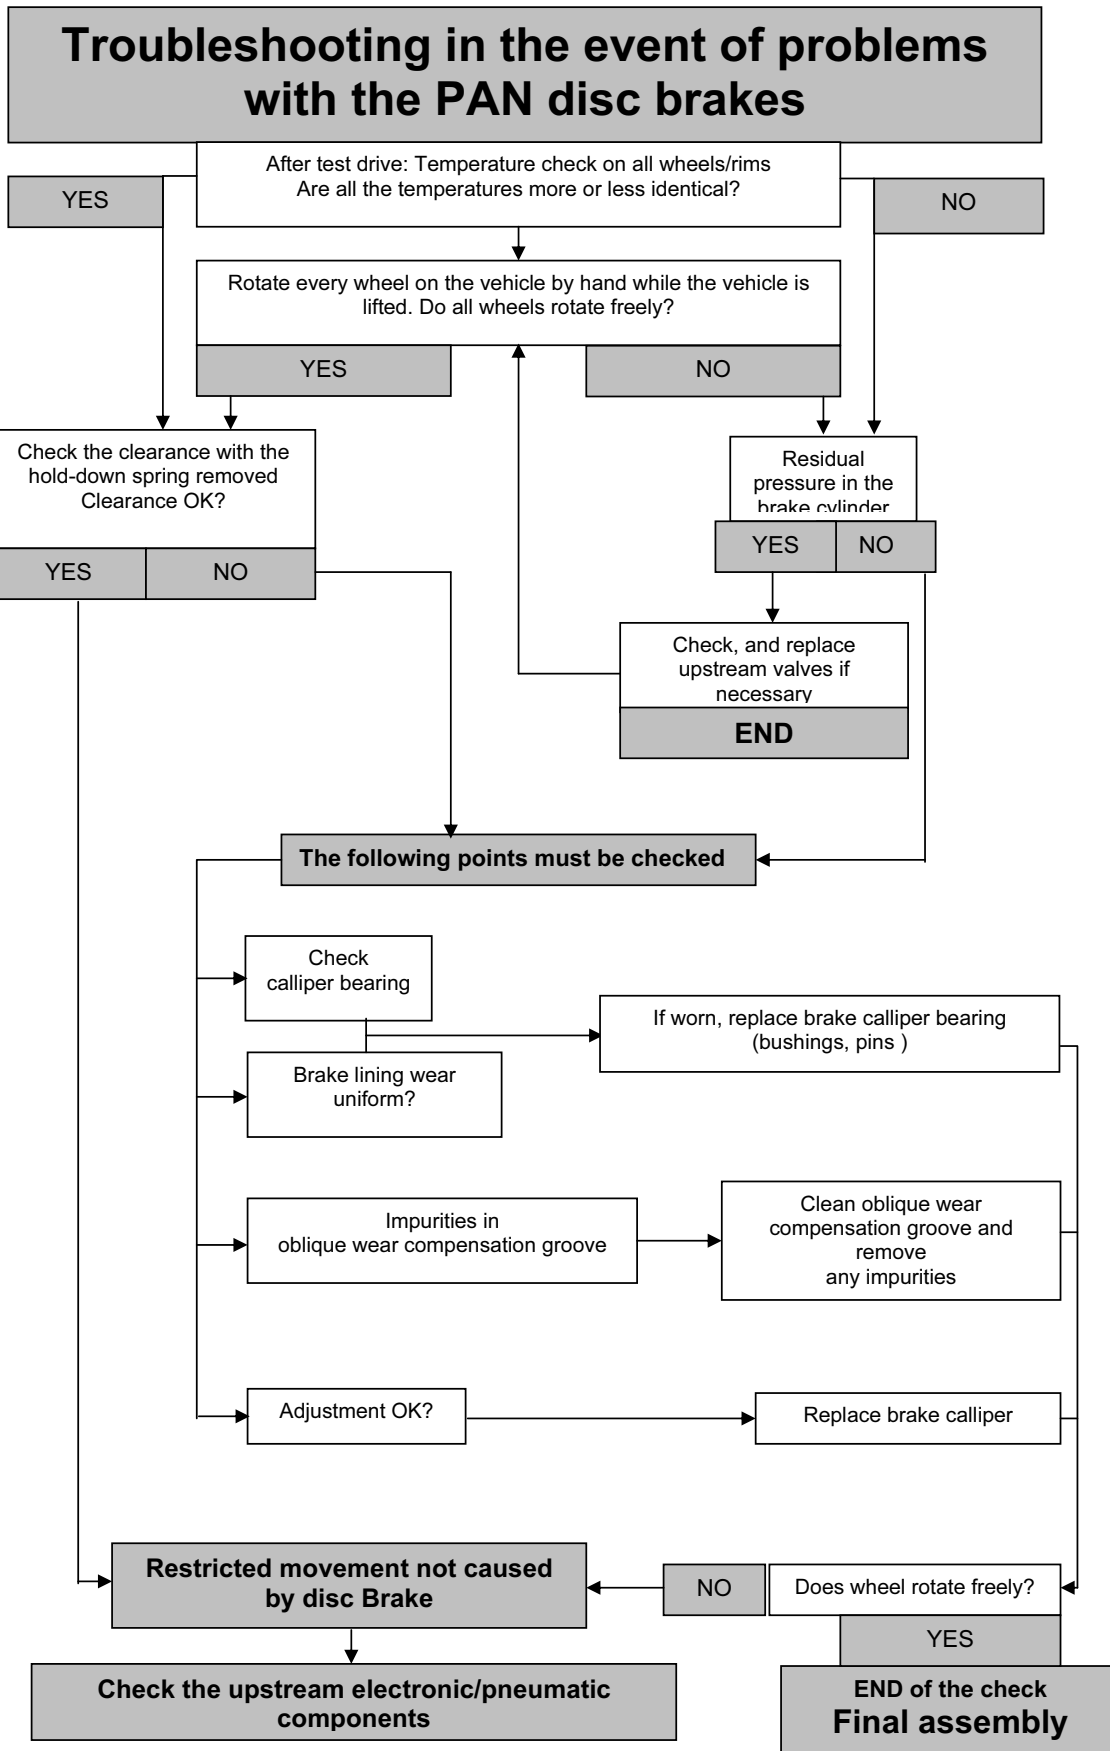 Troubleshooting in the event of problems
with the PAN disc brakes
After test drive: Temperature check on all wheels/rims
Are all the temperatures more or less identical?
YES
NO
Rotate every wheel on the vehicle by hand while the vehicle is
lifted. Do all wheels rotate freely?
YES
NO
Check the clearance with the
hold-down spring removed
Clearance OK?
YES
NO
Residual
pressure in the
brake cylinder
YES
NO
Check, and replace
upstream valves if
necessary
END
The following points must be checked
Check
calliper bearing
If worn, replace brake calliper bearing
(bushings, pins )
Brake lining wear
uniform?
Impurities in
oblique wear compensation groove
Clean oblique wear
compensation groove and
remove
any impurities
Adjustment OK?
Replace brake calliper
Restricted movement not caused
by disc Brake
NO
Does wheel rotate freely?
YES
Check the upstream electronic/pneumatic
components
END of the check
Final assembly